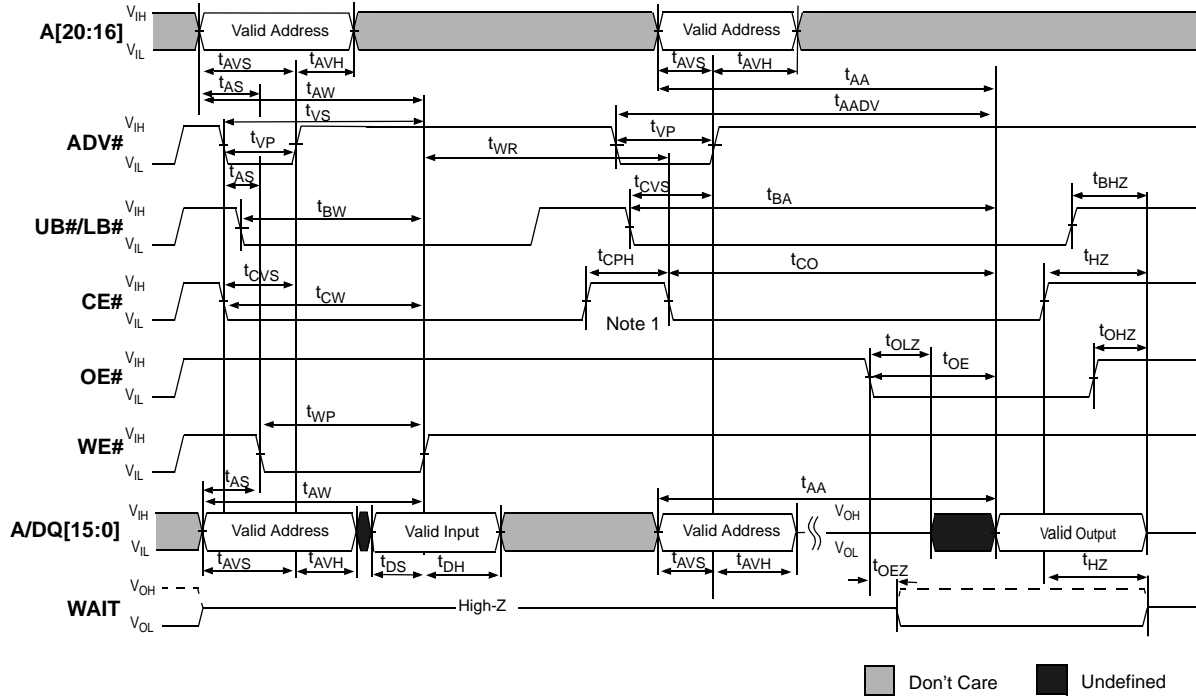 A[20:16] VIH Valid Address Valid Address
VIL
tAVS tAVH tAVS tAVH
tAS tAA
tAW
tVS tAADV
ADV# VIH tVP tVP
VIL tWR
tAS tCVS tBHZ
UB#/LB# VIH tBW tBA
VIL
tCVS tCPH tCO tHZ
CE# VIH tCW
VIL Note 1
OE# VIH tOLZ tOHZ
VIL tOE
WE# VIH tWP
VIL
tAS
tAW tAA
A/DQ[15:0] VIH Valid Address Valid Input Valid Address VOH Valid Output
VIL VOL
tAVS tAVH tDS tDH tAVS tAVH tOEZ tHZ
WAIT VOH High-Z
VOL
Don't Care Undefined